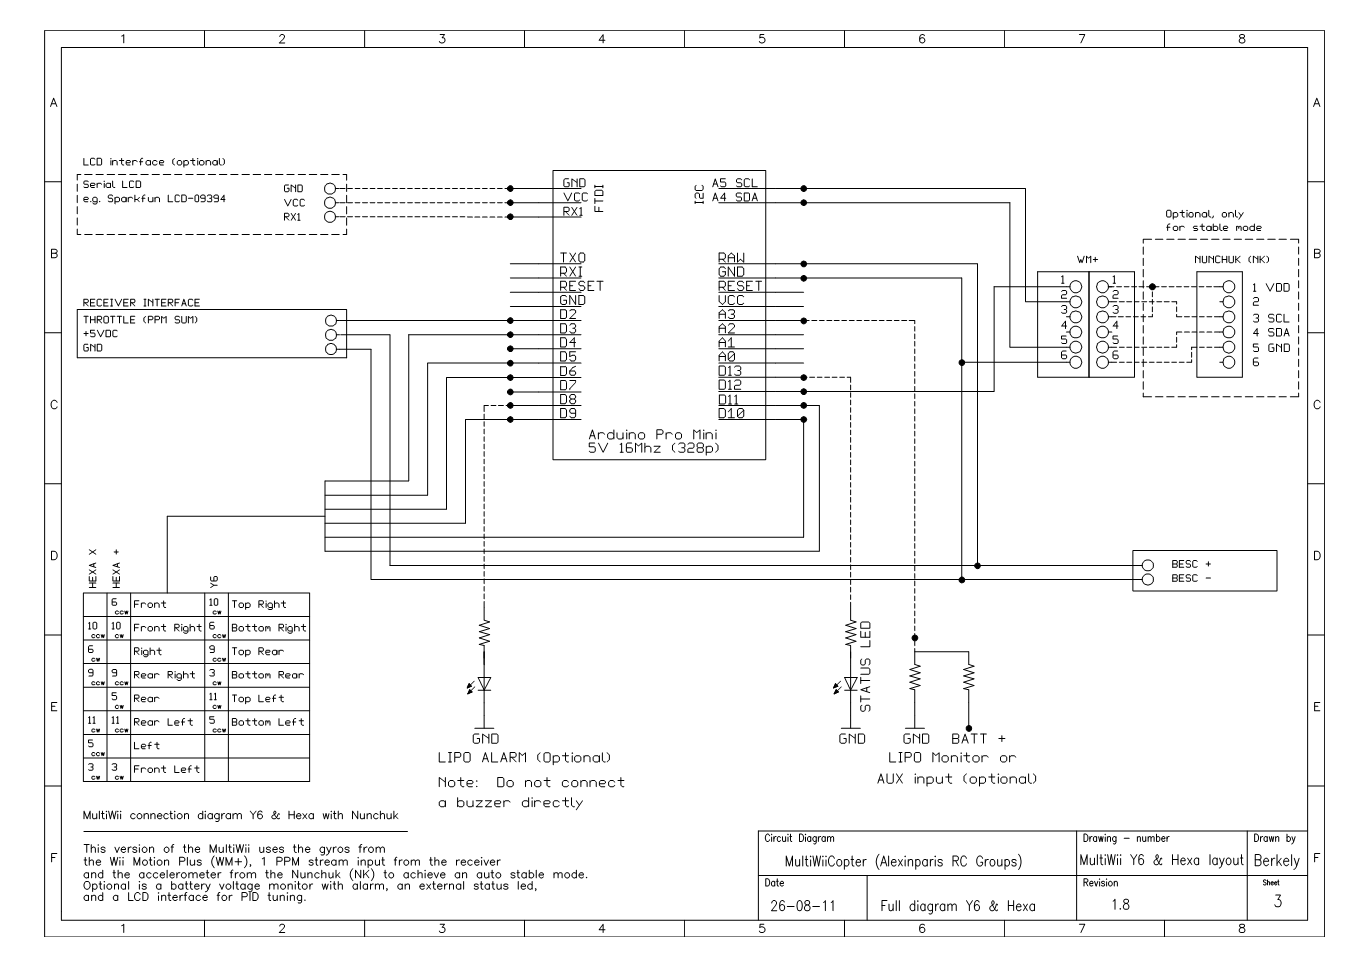 1 2 3 4 5 6 7 8
A A
B B
C C
D D
E E
F F
LCD interface (optional)
Serial LCD
e.g. Sparkfun LCD-09394
GND
VCC
RX1
RECEIVER INTERFACE
THROTTLE (PPM SUM)
+5VDC
GND
GND
VCC
RX1
FTDI
TXO
RXI
RESET
GND
D2
D3
D4
D5
D6
D7
D8
D9
I2C
A5 SCL
A4 SDA
RAW
GND
RESET
VCC
A3
A2
A1
A0
D13
D12
D11
D10
Arduino Pro Mini
5V 16Mhz (328p)
WM+
1 1
2 2
3 3
4 4
5 5
6 6
Optional, only
for stable mode
NUNCHUK (NK)
1 VDD
2
3 SCL
4 SDA
5 GND
6
BESC +
BESC -
HEXA X HEXA + Y6
6 CCW Front 10 CW Top Right
10 CCW 10 CW Front Right 6 CCW Bottom Right
6 CW Right 9 CCW Top Rear
9 CCW 9 CCW Rear Right 3 CW Bottom Rear
5 CW Rear 11 CW Top Left
11 CW 11 CCW Rear Left 5 CCW Bottom Left
5 CCW Left
3 CW 3 CW Front Left
GND
LIPO ALARM (Optional)
Note: Do not connect
a buzzer directly
STATUS LED
GND
GND
BATT +
LIPO Monitor or
AUX input (optional)
MultiWii connection diagram Y6 & Hexa with Nunchuk
This version of the MultiWii uses the gyros from
the Wii Motion Plus (WM+), 1 PPM stream input from the receiver
and the accelerometer from the Nunchuk (NK) to achieve an auto stable mode.
Optional is a battery voltage monitor with alarm, an external status led,
and a LCD interface for PID tuning.
Circuit Diagram
MultiWiiCopter (Alexinparis RC Groups)
Drawing - number
MultiWii Y6 & Hexa layout
Drawn by
Berkely
Date
26-08-11
Full diagram Y6 & Hexa
Revision
1.8
Sheet
3
1 2 3 4 5 6 7 8